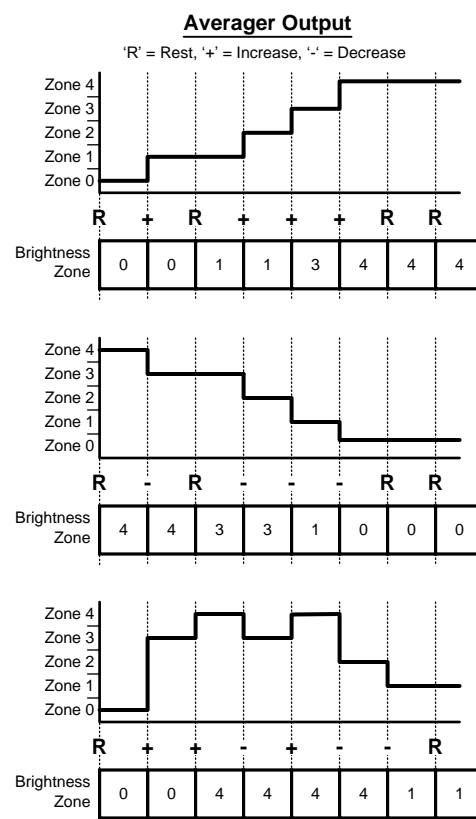 Averager Output
‘R’ = Rest, ‘+’ = Increase, ‘-‘ = Decrease
Zone 4
Zone 3
Zone 2
Zone 1
Zone 0
R + R + + + R R
Brightness
Zone
0 0 1 1 3 4 4 4
Zone 4
Zone 3
Zone 2
Zone 1
Zone 0
R - R - - - R R
Brightness
Zone
4 4 3 3 1 0 0 0
Zone 4
Zone 3
Zone 2
Zone 1
Zone 0
R + + - + - - R
Brightness
Zone
0 0 4 4 4 4 1 1